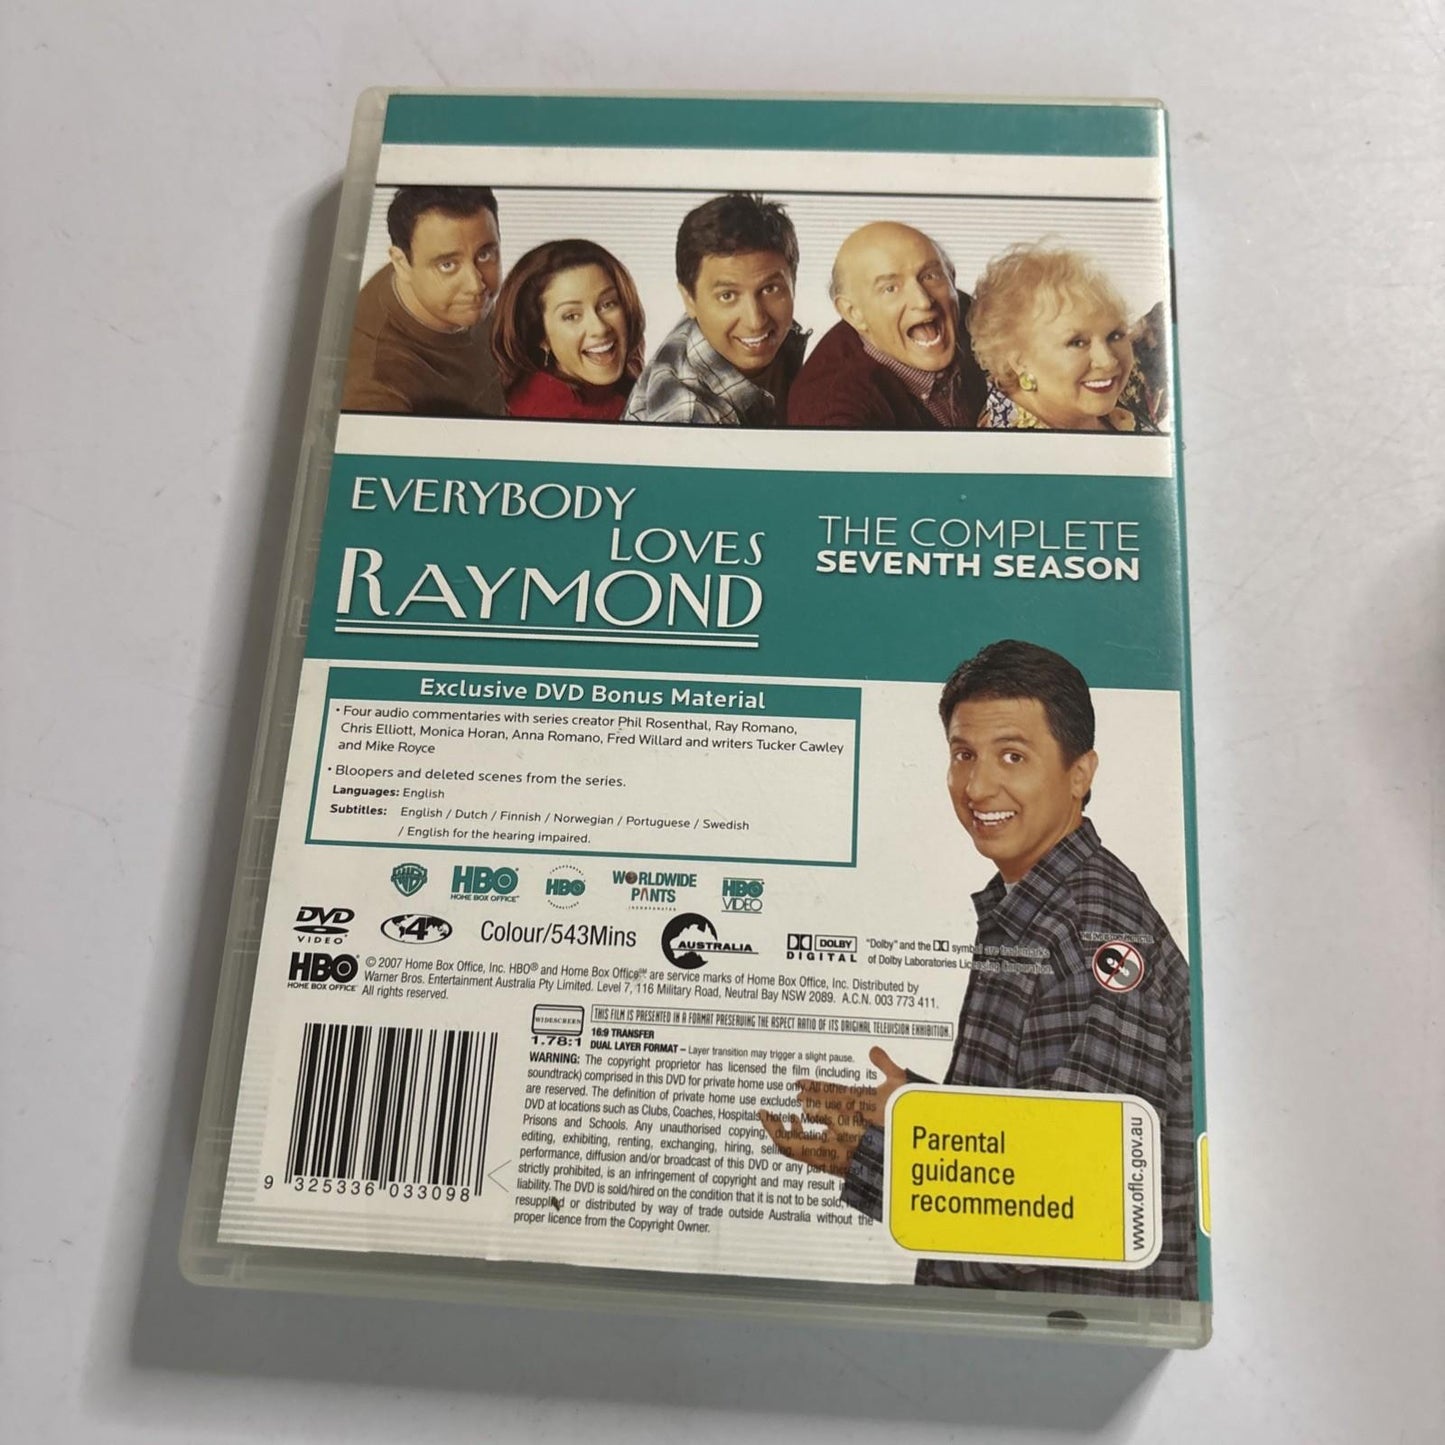 EVERYBODY
LOVES
RAYMOND
THE COMPLETE
SEVENTH SEASON
Exclusive DVD Bonus Material
• Four audio commentaries with series creator Phil Rosenthal, Ray Romano,
Chris Elliott, Monica Horan, Anna Romano, Fred Willard and writers Tucker Cawley
and Mike Royce
• Bloopers and deleted scenes from the series.
Languages: English
Subtitles: English / Dutch / Finnish / Norwegian / Portuguese / Swedish
/ English for the hearing impaired.
WB
HBO
HOME BOX OFFICE
HBO
WORLDWIDE
PANTS
INCORPORATED
HBO
VIDEO
DVD
VIDEO
4
Colour/543Mins
AUSTRALIA
DOLBY
DIGITAL
"Dolby" and the symbol are trademarks
of Dolby Laboratories Licensing Corporation.
HBO®
HOME BOX OFFICE
© 2007 Home Box Office, Inc. HBO® and Home Box Office℠ are service marks of Home Box Office, Inc. Distributed by
Warner Bros. Entertainment Australia Pty Limited. Level 7, 116 Military Road, Neutral Bay NSW 2089. A.C.N. 003 773 411.
All rights reserved.
WIDESCREEN
1.78:1
THIS FILM IS PRESENTED IN A FORMAT PRESERVING THE ASPECT RATIO OF ITS ORIGINAL TELEVISION EXHIBITION.
16:9 TRANSFER
DUAL LAYER FORMAT – Layer transition may trigger a slight pause.
WARNING: The copyright proprietor has licensed the film (including its
soundtrack) comprised in this DVD for private home use only. All other rights
are reserved. The definition of private home use excludes the use of this
DVD at locations such as Clubs, Coaches, Hospitals, Hotels, Motels, Oil Rigs,
Prisons and Schools. Any unauthorised copying, duplicating, altering,
editing, exhibiting, renting, exchanging, hiring, selling, lending,
performance, diffusion and/or broadcast of this DVD or any part thereof is
strictly prohibited, is an infringement of copyright and may result in
liability. The DVD is sold/hired on the condition that it is not to be sold,
resupplied or distributed by way of trade outside Australia without the
proper licence from the Copyright Owner.
9 325336 033098
Parental
guidance
recommended
www.oflc.gov.au